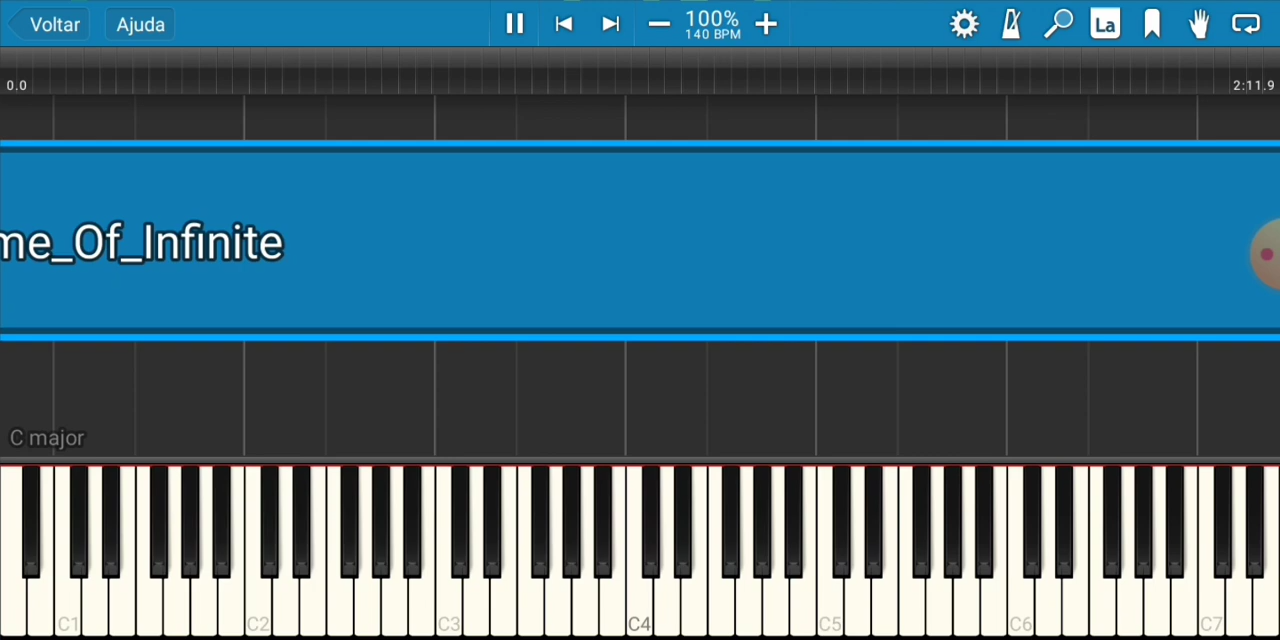 Voltar
Ajuda
100%
140 BPM
La
0.0
2:11.9
me_Of_Infinite
C major
C1
C2
C3
C4
C5
C6
C7